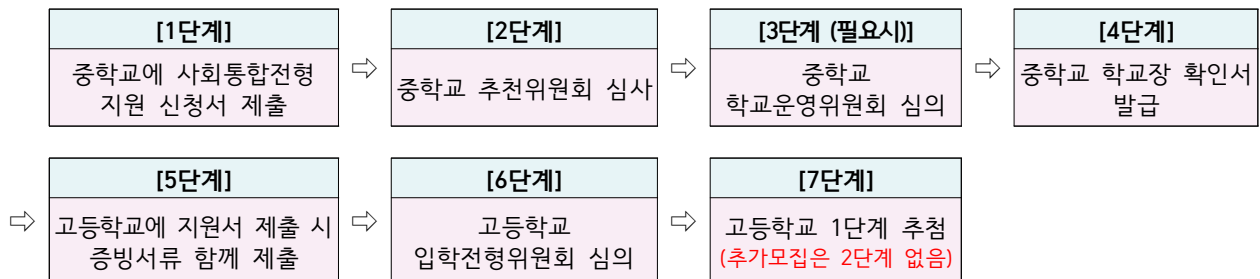 [1단계]
중학교에 사회통합전형
지원 신청서 제출
⇨
[2단계]
중학교 추천위원회 심사
⇨
[3단계 (필요시)]
중학교
학교운영위원회 심의
⇨
[4단계]
중학교 학교장 확인서
발급
⇨
[5단계]
고등학교에 지원서 제출 시
증빙서류 함께 제출
⇨
[6단계]
고등학교
입학전형위원회 심의
⇨
[7단계]
고등학교 1단계 추첨
(추가모집은 2단계 없음)